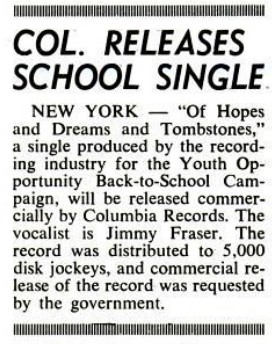 COL. RELEASES
SCHOOL SINGLE
NEW YORK — “Of Hopes
and Dreams and Tombstones,”
a single produced by the record-
ing industry for the Youth Op-
portunity Back-to-School Cam-
paign, will be released commer-
cially by Columbia Records. The
vocalist is Jimmy Fraser. The
record was distributed to 5,000
disk jockeys, and commercial re-
lease of the record was requested
by the government.